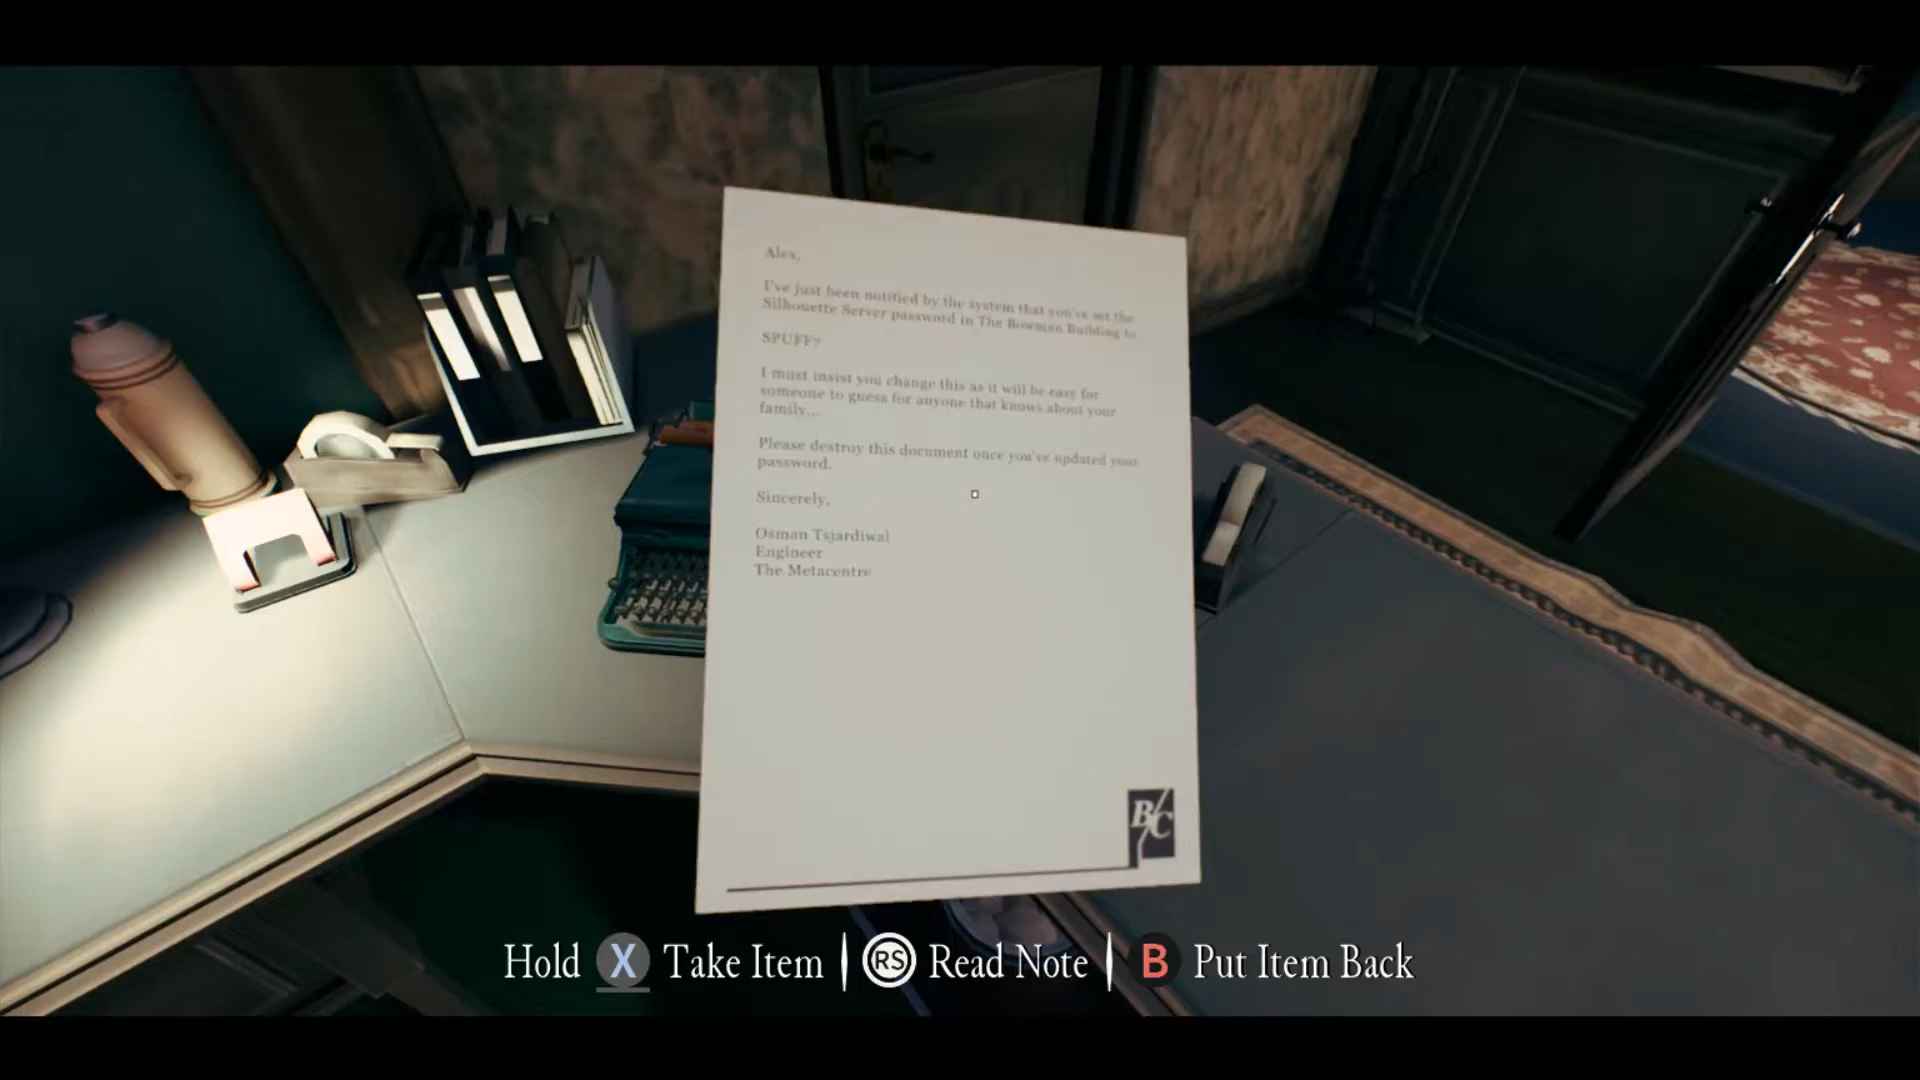 Alex,
I've just been notified by the system that you've set the
Silhouette Server password in The Bowman Building to
SPUFF7
I must insist you change this as it will be easy for
someone to guess for anyone that knows about your
family...
Please destroy this document once you've updated your
password.
Sincerely,
Osman Tsjardiwal
Engineer
The Metacentre
B/C
Hold X Take Item | RS Read Note | B Put Item Back